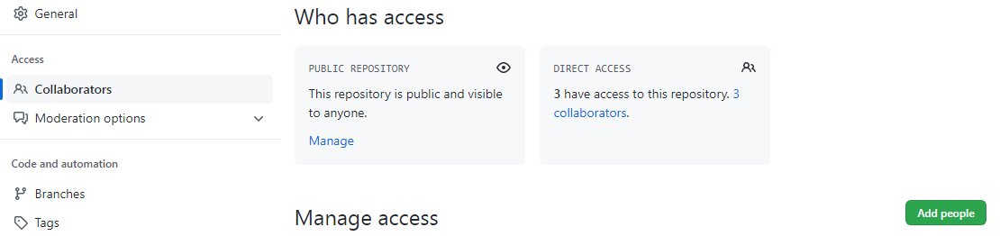 General
Access
Collaborators
Moderation options
Code and automation
Branches
Tags
Who has access
PUBLIC REPOSITORY
This repository is public and visible
to anyone.
Manage
DIRECT ACCESS
3 have access to this repository. 3
collaborators.
Manage access
Add people